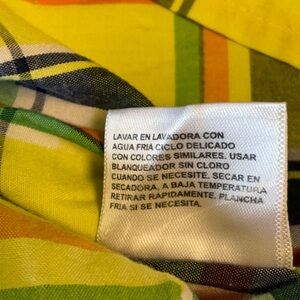 LAVAR EN LAVADORA CON
AGUA FRIA CICLO DELICADO
CON COLORES SIMILARES. USAR
BLANQUEADOR SIN CLORO
CUANDO SE NECESITE. SECAR EN
SECADORA, A BAJA TEMPERATURA
RETIRAR RAPIDAMENTE. PLANCHA
FRIA SI SE NECESITA.